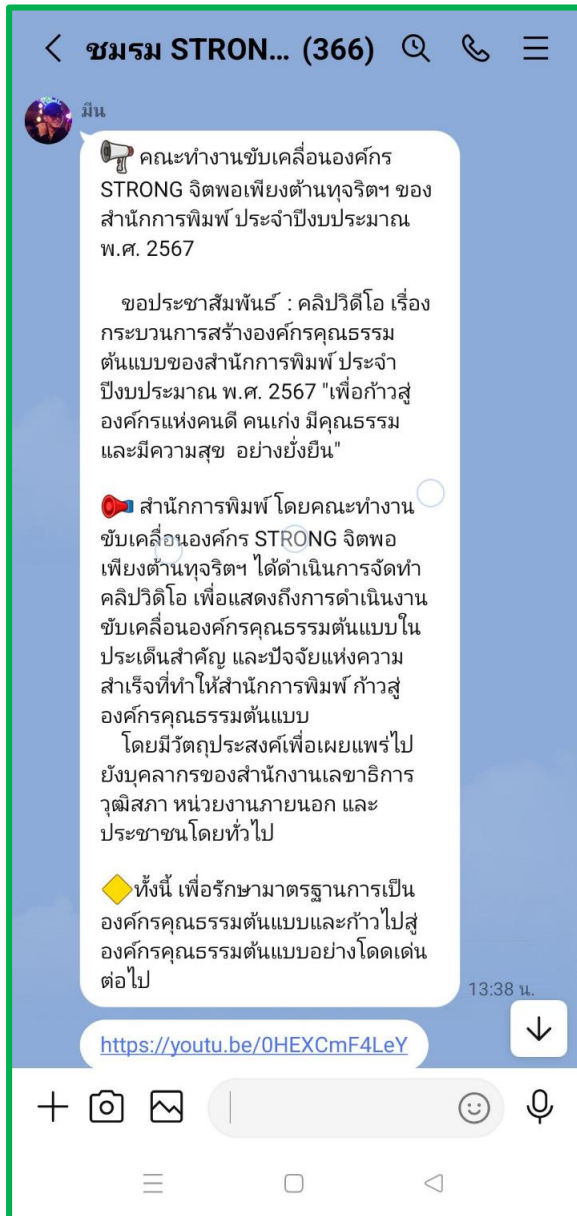 ชมรม STRON... (366)
มีน
คณะทำงานขับเคลื่อนองค์กร
STRONG จิตพอเพียงต้านทุจริตฯ ของ
สำนักการพิมพ์ ประจำปีงบประมาณ
พ.ศ. 2567
ขอประชาสัมพันธ์ : คลิปวิดีโอ เรื่อง
กระบวนการสร้างองค์กรคุณธรรม
ต้นแบบของสำนักการพิมพ์ ประจำ
ปีงบประมาณ พ.ศ. 2567 "เพื่อก้าวสู่
องค์กรแห่งคนดี คนเก่ง มีคุณธรรม
และมีความสุข อย่างยั่งยืน"
สำนักการพิมพ์ โดยคณะทำงาน
ขับเคลื่อนองค์กร STRONG จิตพอ
เพียงต้านทุจริตฯ ได้ดำเนินการจัดทำ
คลิปวิดิโอ เพื่อแสดงถึงการดำเนินงาน
ขับเคลื่อนองค์กรคุณธรรมต้นแบบใน
ประเด็นสำคัญ และปัจจัยแห่งความ
สำเร็จที่ทำให้สำนักการพิมพ์ ก้าวสู่
องค์กรคุณธรรมต้นแบบ
โดยมีวัตถุประสงค์เพื่อเผยแพร่ไป
ยังบุคลากรของสำนักงานเลขาธิการ
วุฒิสภา หน่วยงานภายนอก และ
ประชาชนโดยทั่วไป
ทั้งนี้ เพื่อรักษามาตรฐานการเป็น
องค์กรคุณธรรมต้นแบบและก้าวไปสู่
องค์กรคุณธรรมต้นแบบอย่างโดดเด่น
ต่อไป
13:38 น.
https://youtu.be/0HEXCmF4LeY